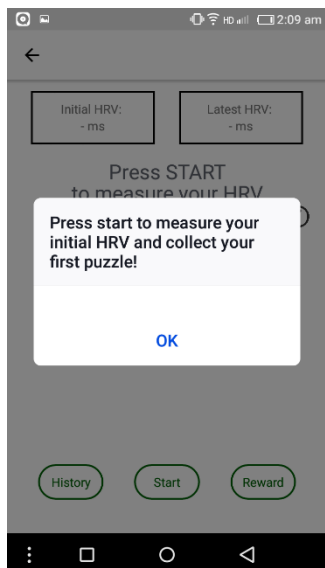 HD 2:09 am
Initial HRV: Latest HRV:
- ms - ms
Press START
to measure your HRV
Press start to measure your
initial HRV and collect your
first puzzle!
OK
History Start Reward